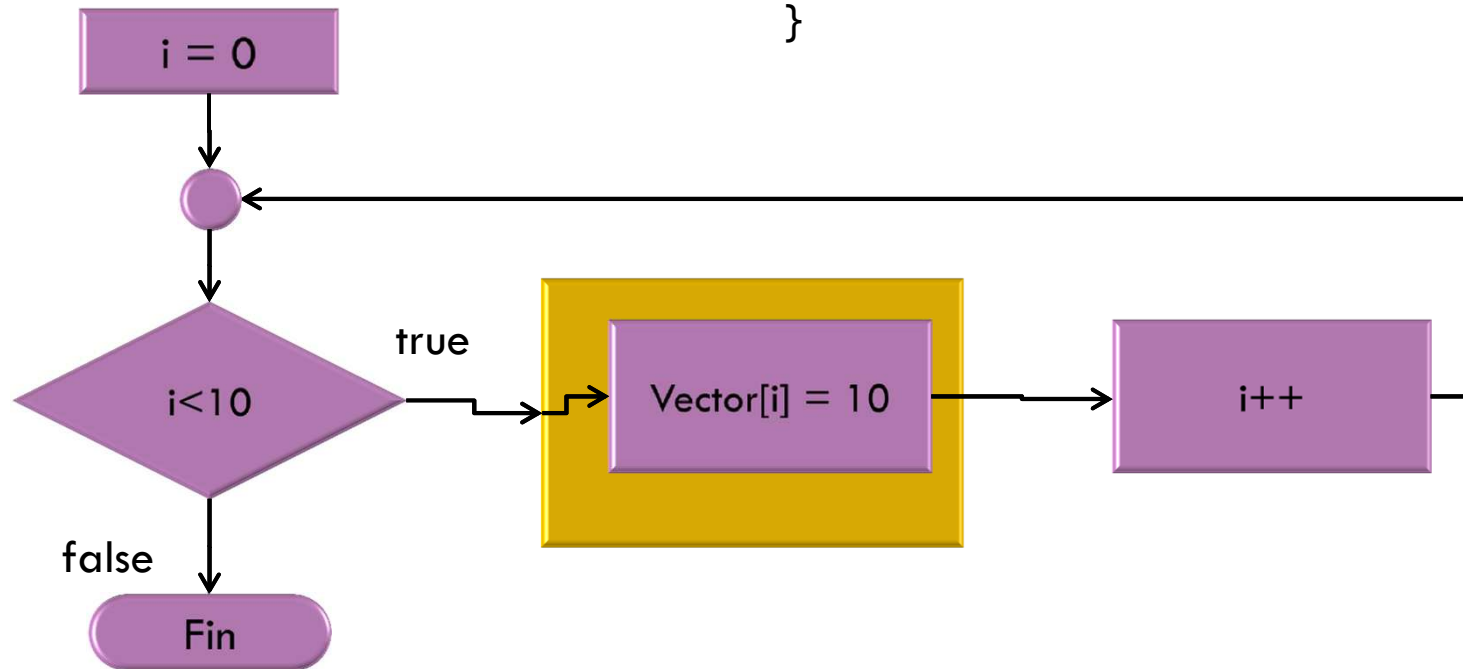 }
i = 0
true
i<10
Vector[i] = 10
i++
false
Fin